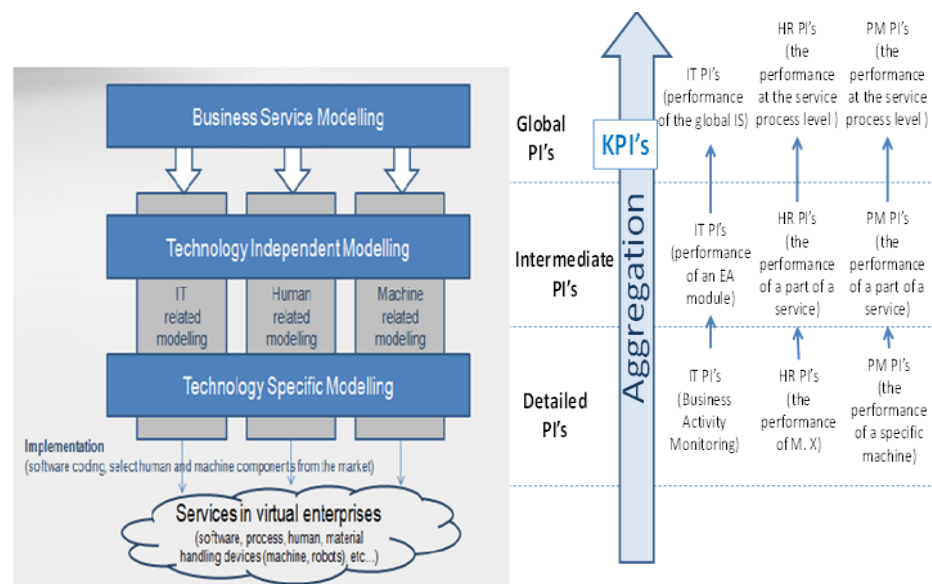 Business Service Modelling
Technology Independent Modelling
IT
related
modelling
Human
related
modelling
Machine
related
modelling
Technology Specific Modelling
Implementation
(software coding, select human and machine components from the market)
Services in virtual enterprises
(software, process, human, material
handling devices (machine, robots), etc...)
Global
PI's
Intermediate
PI's
Detailed
PI's
KPI's
Aggregation
IT PI's
(performance
of the global IS)
HR PI's
(the
performance
at the service
process level )
PM PI's
(the
performance
at the service
process level )
IT PI's
(performance
of an EA
module)
HR PI's
(the
performance
of a part of a
service)
PM PI's
(the
performance
of a part of a
service)
IT PI's
(Business
Activity
Monitoring)
HR PI's
(the
performance
of M. X)
PM PI's
(the
performance
of a specific
machine)